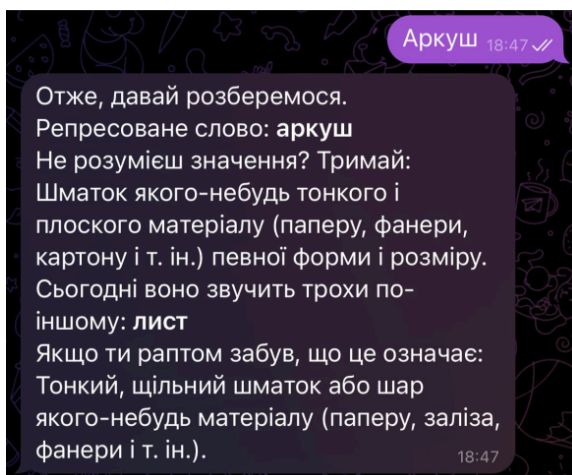 Аркуш 18:47
Отже, давай розберемося.
Репресоване слово: аркуш
Не розумієш значення? Тримай:
Шматок якого-небудь тонкого і
плоского матеріалу (паперу, фанери,
картону і т. ін.) певної форми і розміру.
Сьогодні воно звучить трохи по-
іншому: лист
Якщо ти раптом забув, що це означає:
Тонкий, щільний шматок або шар
якого-небудь матеріалу (паперу, заліза,
фанери і т. ін.).
18:47